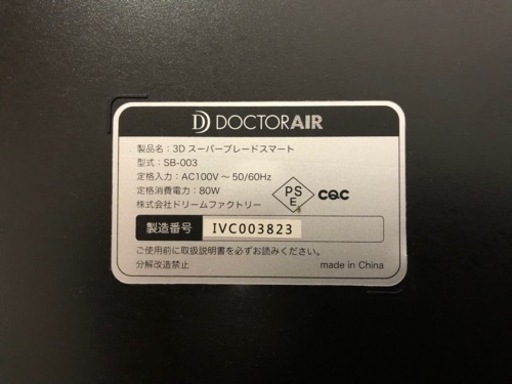 DOCTORAIR
製品名：3Dスーパーブレードスマート
型式：SB-003
定格入力：AC100V～50/60Hz
定格消費電力：80W
株式会社ドリームファクトリー
PS
E
CQC
製造番号 IVC003823
ご使用前に取扱説明書を必ずお読みください。
分解改造禁止
made in China